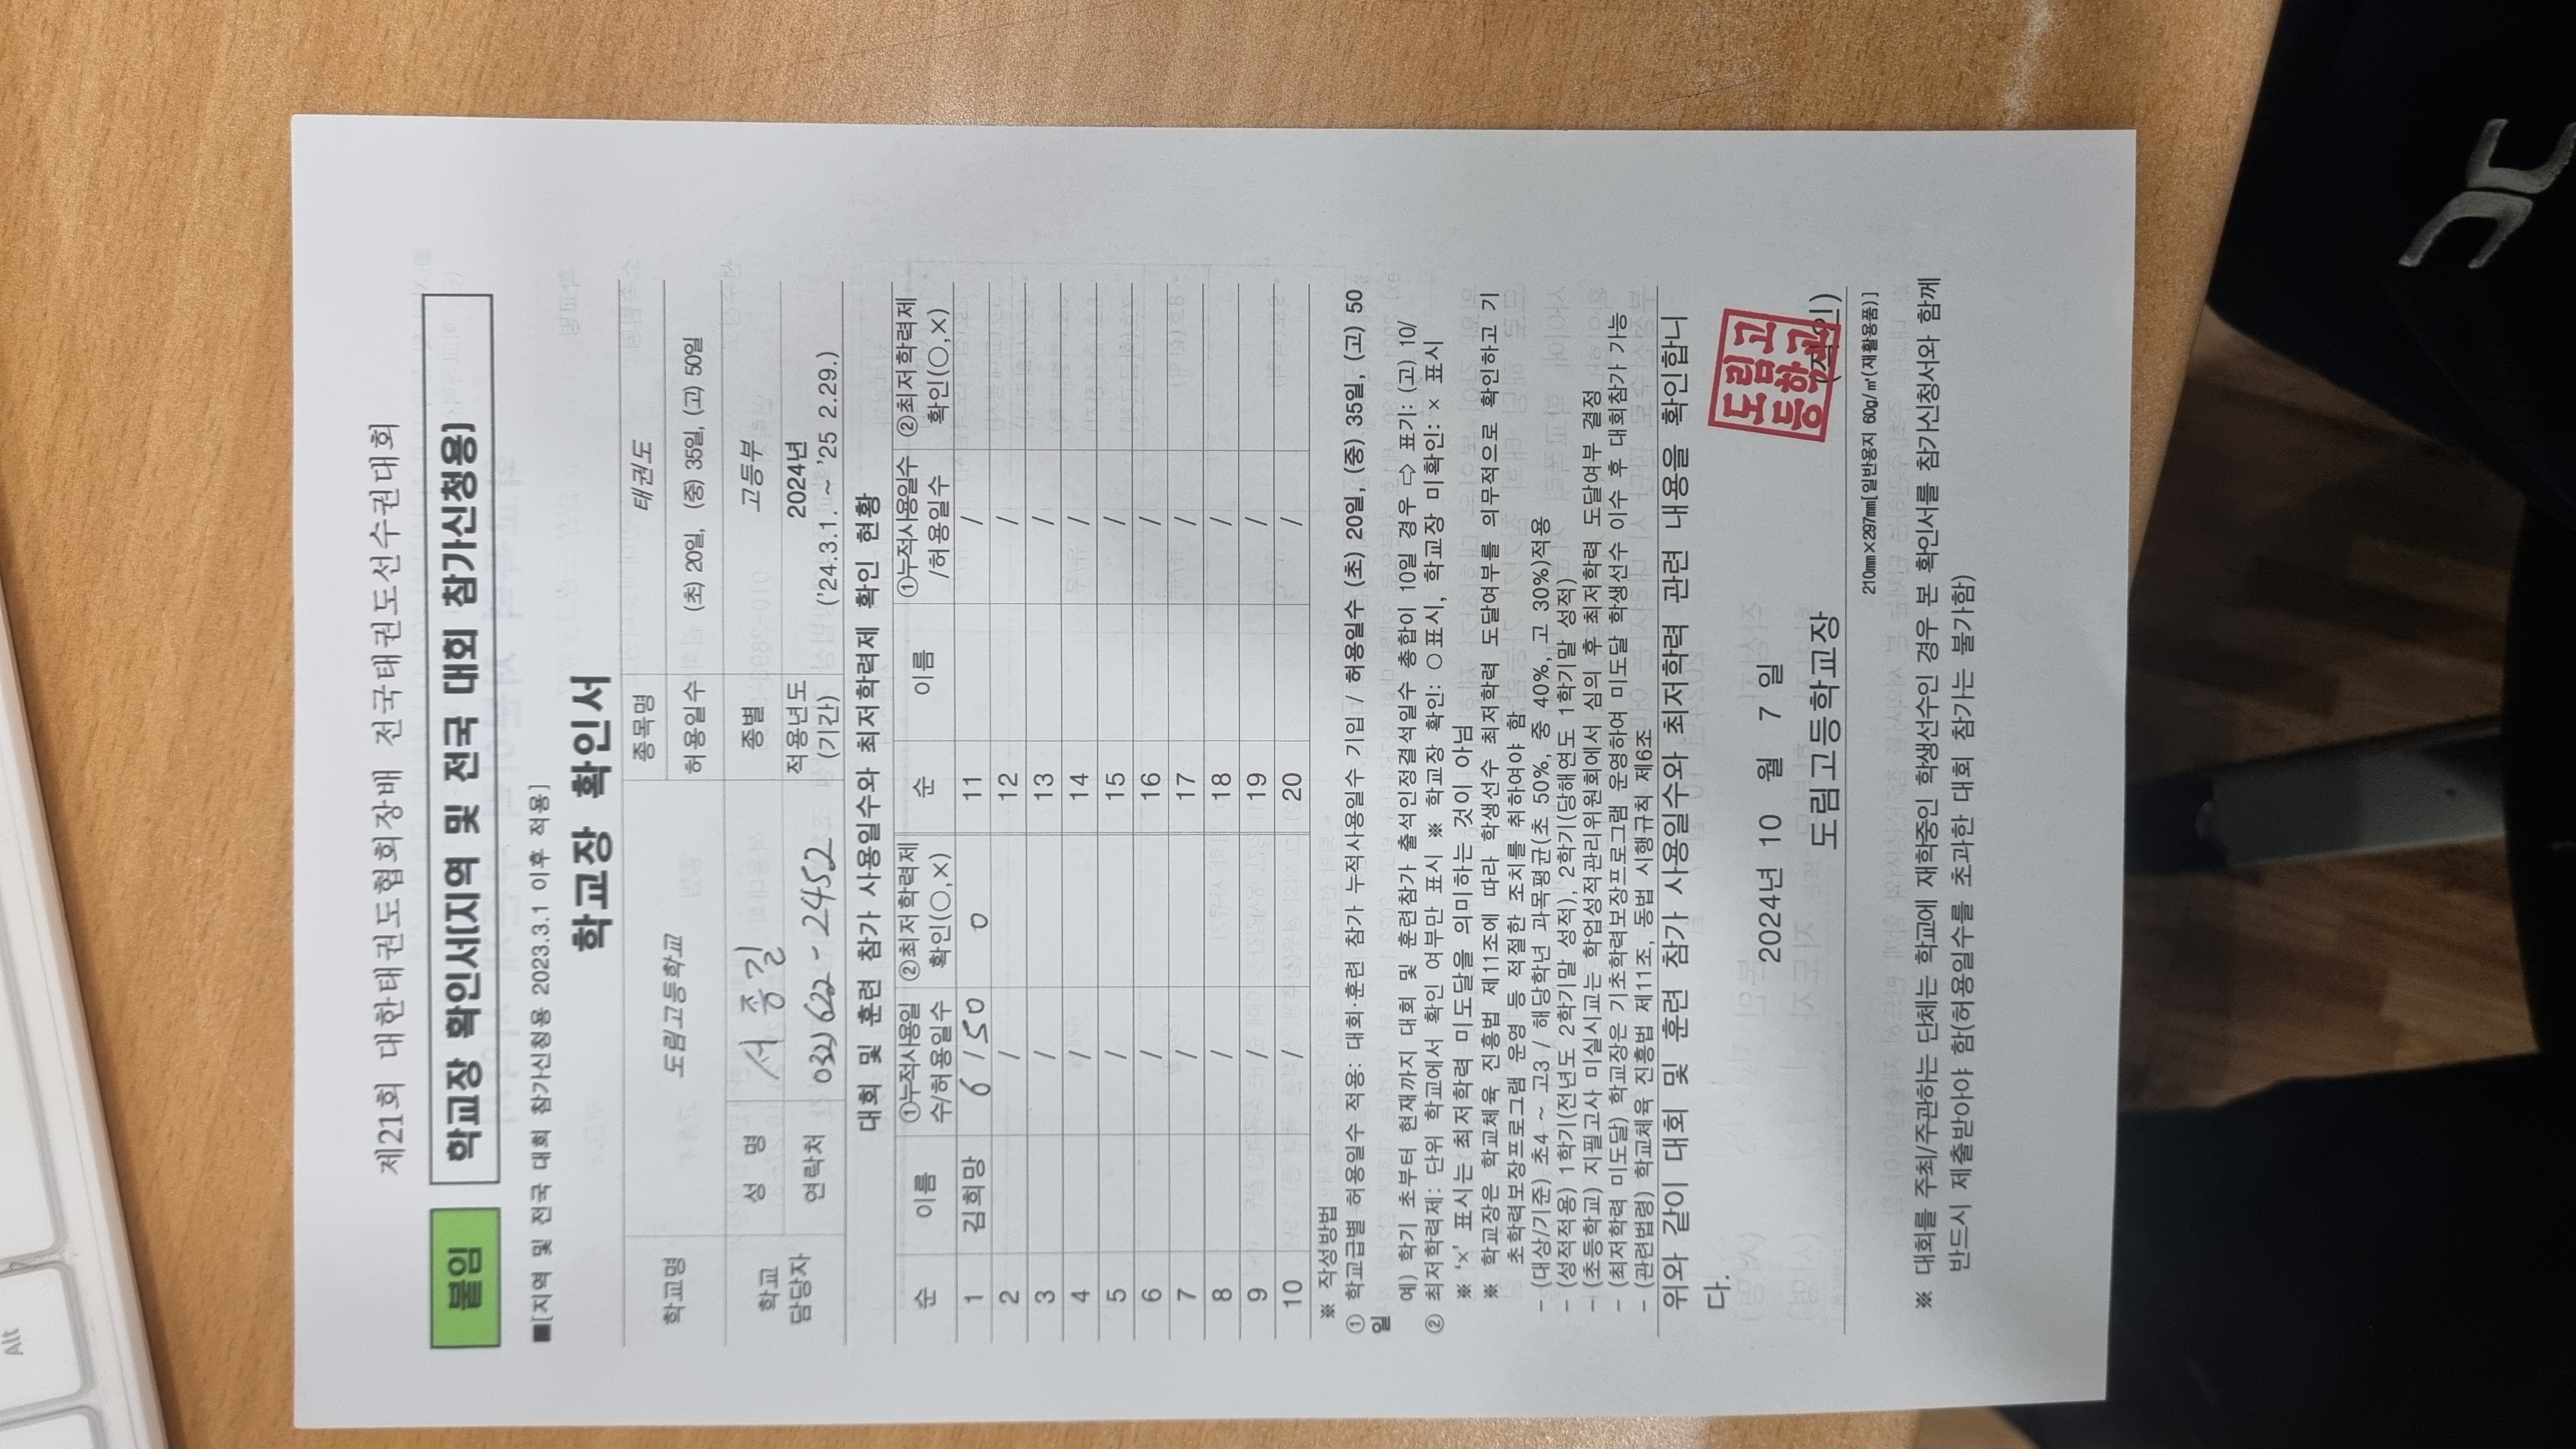 제21회 대한태권도협회장배 전국태권도선수권대회
붙임 학교장 확인서[지역 및 전국 대회 참가신청용]
■[지역 및 전국 대회 참가신청용 2023.3.1 이후 적용]
학교장 확인서
학교명 도림고등학교 종목명 태권도
허용일수 (초) 20일, (중) 35일, (고) 50일
학교 담당자 성 명 서종길 종별 고등부
연락처 032)622-2452 적용년도 (기간) 2024년 ('24.3.1. ~ '25 2.29.)
대회 및 훈련 참가 사용일수와 최저학력제 확인 현황
순 이름 ①누적사용일수/허용일수 ②최저학력제 확인(○,×) 순 이름 ①누적사용일수/허용일수 ②최저학력제 확인(○,×)
1 김희망 6 / 50 0 11 /
2 / 12 /
3 / 13 /
4 / 14 /
5 / 15 /
6 / 16 /
7 / 17 /
8 / 18 /
9 / 19 /
10 / 20 /
※ 작성방법
① 학교급별 허용일수 적용: 대회·훈련 참가 누적사용일수 기입 / 허용일수 (초) 20일, (중) 35일, (고) 50
일
예) 학기 초부터 현재까지 대회 및 훈련참가 출석인정결석일수 총합이 10일 경우 ⇨ 표기: (고) 10/
② 최저학력제: 단위 학교에서 확인 여부만 표시 ※ 학교장 확인: ○표시, 학교장 미확인: × 표시
※ '×' 표시는 (최저학력 미도달을 의미하는 것이 아님)
※ 학교장은 학교체육 진흥법 제11조에 따라 학생선수 최저학력 도달여부를 의무적으로 확인하고 기
초학력보장프로그램 운영 등 적절한 조치를 취하여야 함
- (대상/기준) 초4 ~ 고3 / 해당학년 과목평균(초 50%, 중 40%, 고 30%)적용
- (성적적용) 1학기(전년도 2학기말 성적), 2학기(당해연도 1학기말 성적)
- (초등학교) 지필고사 미실시교는 학업성적관리위원회에서 심의 후 최저학력 도달여부 결정
- (최저학력 미도달) 학교장은 기초학력보장프로그램 운영하여 미도달 학생선수 이수 후 대회참가 가능
- (관련법령) 학교체육 진흥법 제11조, 동법 시행규칙 제6조
위와 같이 대회 및 훈련 참가 사용일수와 최저학력 관련 내용을 확인합니
다.
2024년 10 월 7 일
도림고등학교장 (직인)
도림고
등학교
210㎜×297㎜[일반용지 60g/㎡(재활용품)]
※ 대회를 주최/주관하는 단체는 학교에 재학중인 학생선수인 경우 본 확인서를 참가신청서와 함께
반드시 제출받아야 함(허용일수를 초과한 대회 참가는 불가함)
Alt